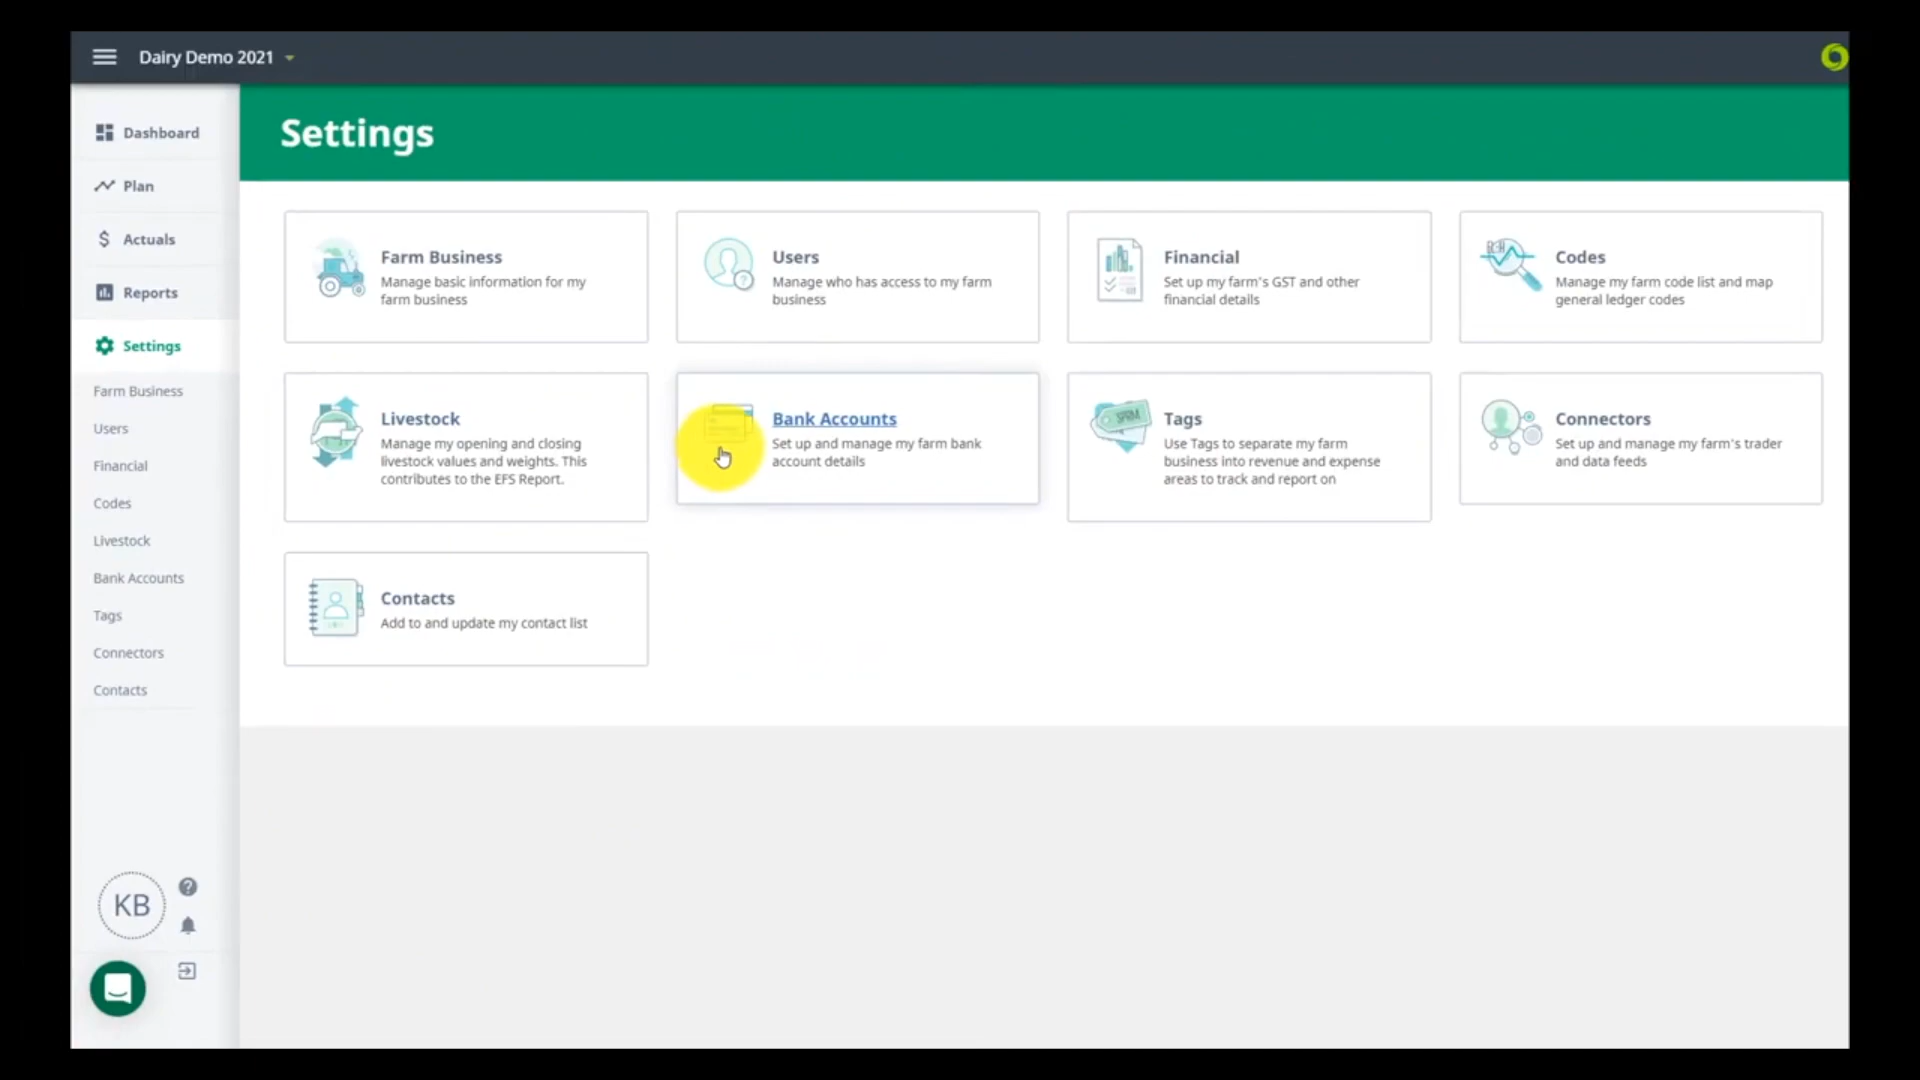 Dairy Demo 2021
Dashboard
Plan
Actuals
Reports
Settings
Farm Business
Users
Financial
Codes
Livestock
Bank Accounts
Tags
Connectors
Contacts
KB
Settings
Farm Business
Manage basic information for my
farm business
Users
Manage who has access to my farm
business
Financial
Set up my farm's GST and other
financial details
Codes
Manage my farm code list and map
general ledger codes
Livestock
Manage my opening and closing
livestock values and weights. This
contributes to the EFS Report.
Bank Accounts
Set up and manage my farm bank
account details
Tags
Use Tags to separate my farm
business into revenue and expense
areas to track and report on
Connectors
Set up and manage my farm's trader
and data feeds
Contacts
Add to and update my contact list